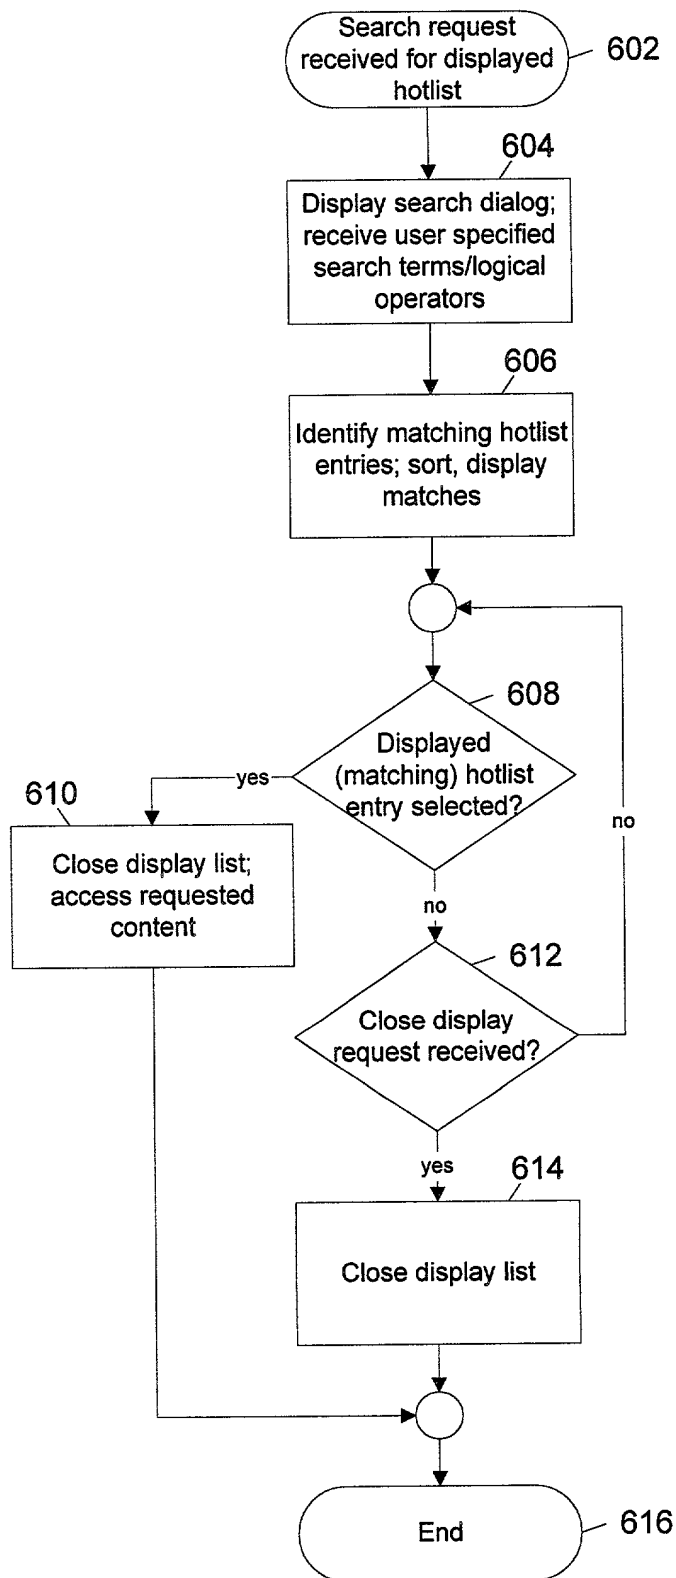 Search request
received for displayed
hotlist
602
604
Display search dialog;
receive user specified
search terms/logical
operators
606
Identify matching hotlist
entries; sort, display
matches
608
Displayed
(matching) hotlist
entry selected?
yes
no
610
Close display list;
access requested
content
no
612
Close display
request received?
yes
614
Close display list
End
616